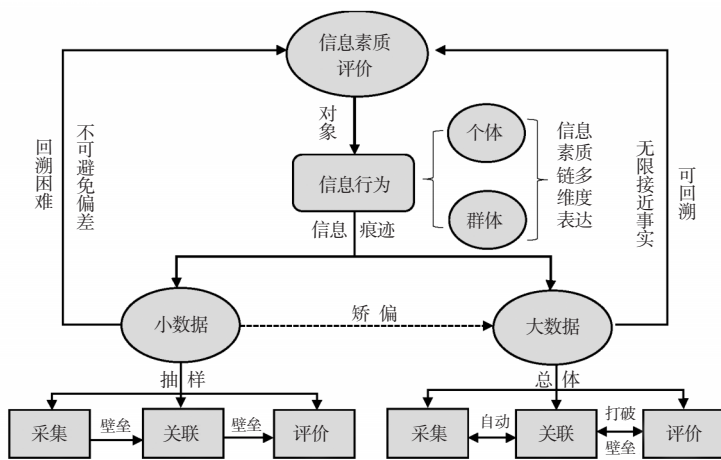 信息素质
评价
对象
个体
群体
信息
素质
链多
维度
表达
信息行为
信息 痕迹
回溯困难
不可避免偏差
无限接近事实
可回溯
小数据
矫 偏
大数据
抽 样
总 体
采集
壁垒
关联
壁垒
评价
采集
自动
关联
打破
壁垒
评价